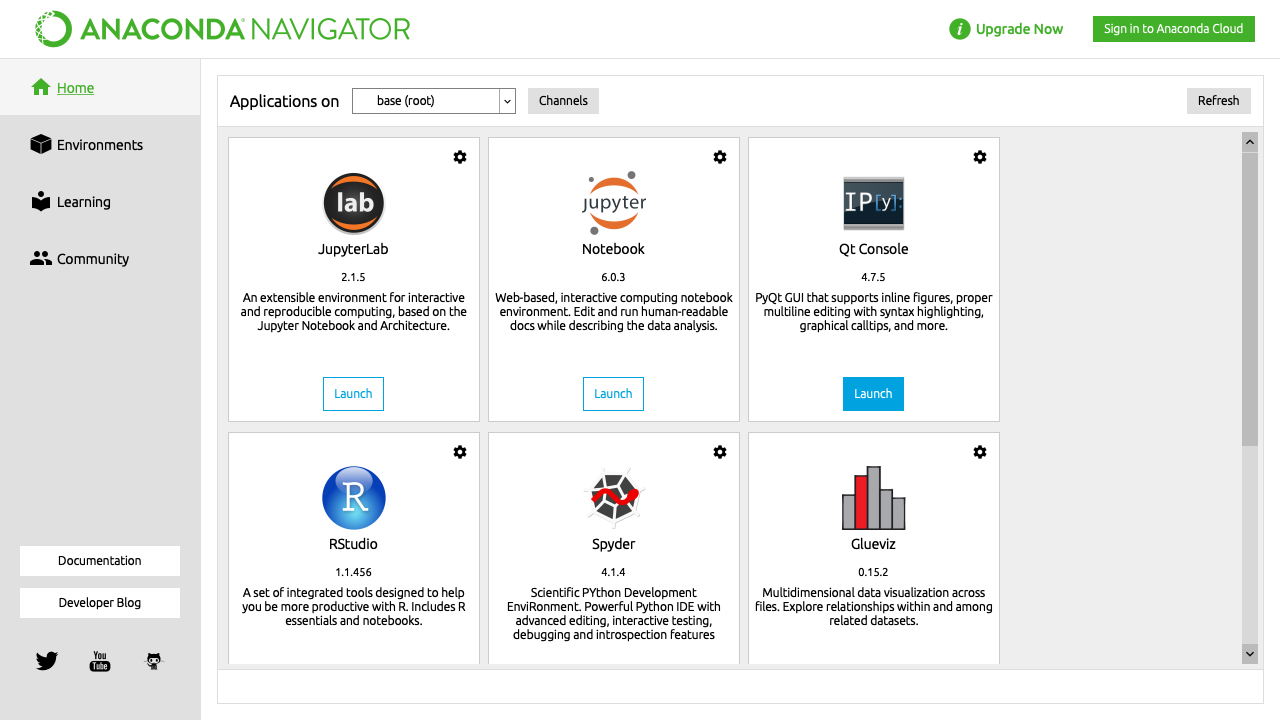 ANACONDA NAVIGATOR
i Upgrade Now
Sign in to Anaconda Cloud
Home
Environments
Learning
Community
Documentation
Developer Blog
You Tube
Applications on
base (root)
Channels
Refresh
lab
JupyterLab
2.1.5
An extensible environment for interactive
and reproducible computing, based on the
Jupyter Notebook and Architecture.
Launch
jupyter
Notebook
6.0.3
Web-based, interactive computing notebook
environment. Edit and run human-readable
docs while describing the data analysis.
Launch
IP[y]:
Qt Console
4.7.5
PyQt GUI that supports inline figures, proper
multiline editing with syntax highlighting,
graphical calltips, and more.
Launch
R
RStudio
1.1.456
A set of integrated tools designed to help
you be more productive with R. Includes R
essentials and notebooks.
Spyder
4.1.4
Scientific PYthon Development
EnviRonment. Powerful Python IDE with
advanced editing, interactive testing,
debugging and introspection features
Glueviz
0.15.2
Multidimensional data visualization across
files. Explore relationships within and among
related datasets.